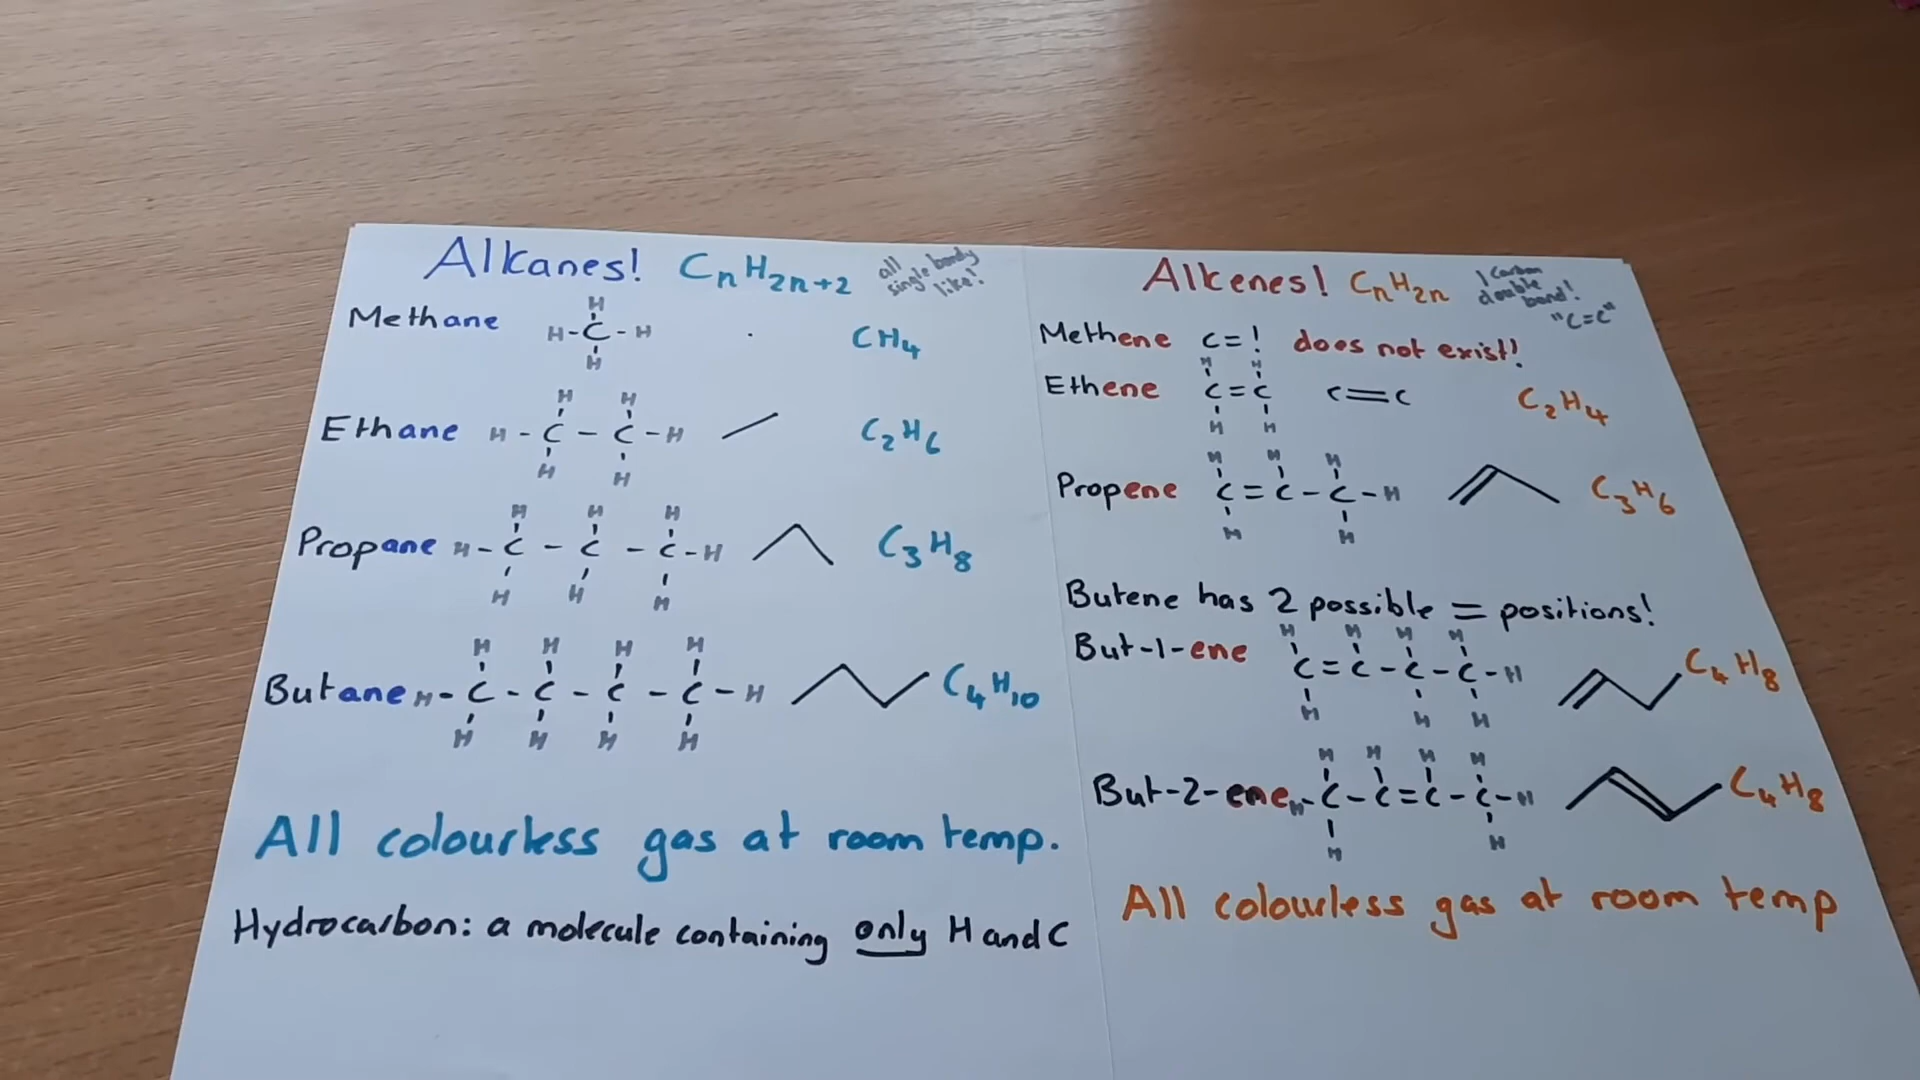 Alkanes! CnH2n+2 all single bondy like!
Methane CH4
H
H-C-H
H
Ethane C2H6
H H
H-C-C-H
H H
Propane C3H8
H H H
H-C-C-C-H
H H H
Butane C4H10
H H H H
H-C-C-C-C-H
H H H H
All colourless gas at room temp.
Hydrocarbon: a molecule containing only H and C
Alkenes! CnH2n 1 Carbon double bond! "C=C"
Methene C=! does not exist!
Ethene C=C C2H4
H H
C=C
H H
Propene C3H6
H H H
C=C-C-H
H H
Butene has 2 possible = positions!
But-1-ene C4H8
H H H H
C=C-C-C-H
H H H
But-2-ene C4H8
H H H H
H-C-C=C-C-H
H H
All colourless gas at room temp